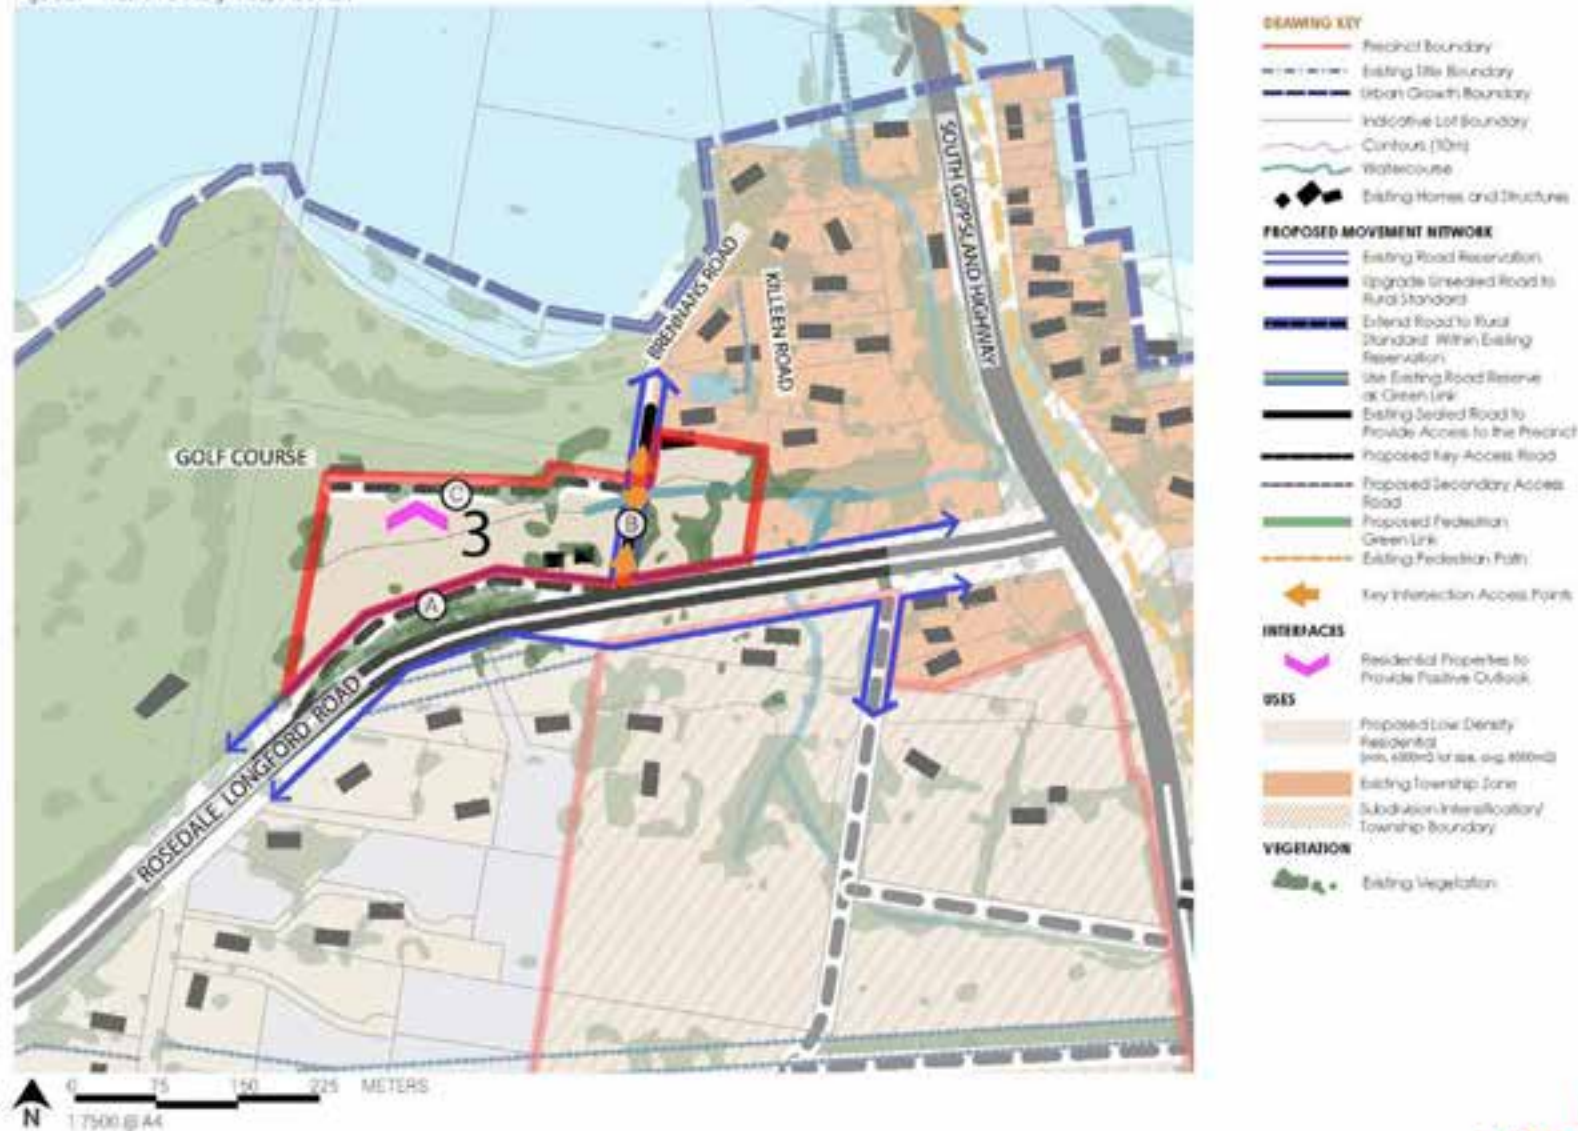 DRAWING KEY
Precinct Boundary
Existing Title Boundary
Urban Growth Boundary
Indicative Lot Boundary
Contours (10m)
Watercourse
Existing Homes and Structures
PROPOSED MOVEMENT NETWORK
Existing Road Reservation
Upgrade Unsealed Road to
Rural Standard
Extend Road to Rural
Standard Within Existing
Reservation
Use Existing Road Reserve
as Green Link
Existing Sealed Road to
Provide Access to the Precinct
Proposed Key Access Road
Proposed Secondary Access
Road
Proposed Pedestrian
Green Link
Existing Pedestrian Path
Key Intersection Access Points
INTERFACES
Residential Properties to
Provide Positive Outlook
USES
Proposed Low Density
Residential
Existing Township Zone
Subdivision Intensification/
Township Boundary
VEGETATION
Existing Vegetation
SOUTH GIPPSLAND HIGHWAY
BRENNANS ROAD
KILLEEN ROAD
GOLF COURSE
C
3
B
A
ROSEDALE LONGFORD ROAD
N
0 75 150 225 METERS
1:7500 @ A4